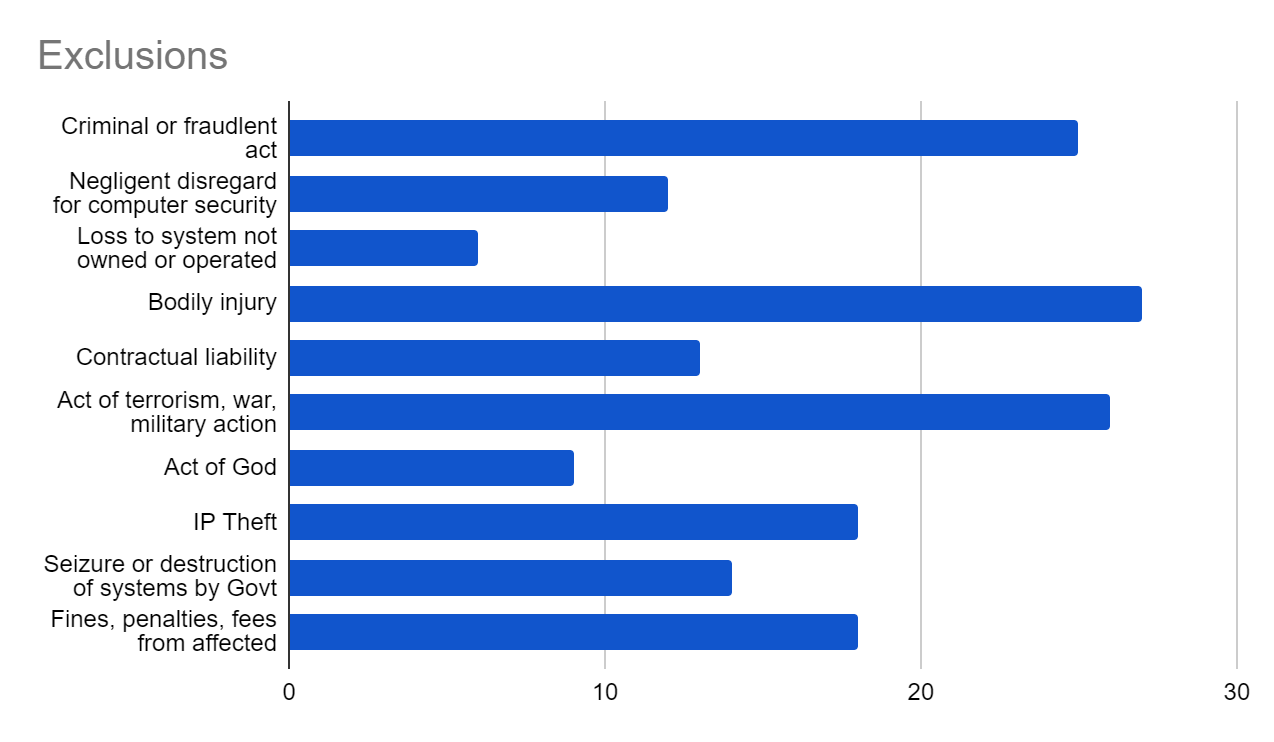 Exclusions
Criminal or fraudlent
act
Negligent disregard
for computer security
Loss to system not
owned or operated
Bodily injury
Contractual liability
Act of terrorism, war,
military action
Act of God
IP Theft
Seizure or destruction
of systems by Govt
Fines, penalties, fees
from affected
0 10 20 30